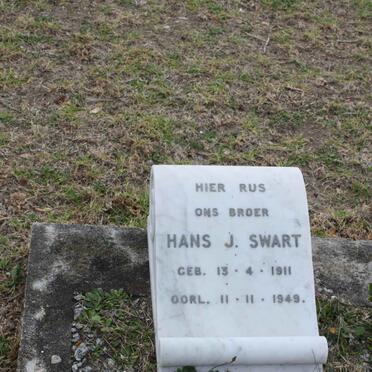 HIER RUS
ONS BROER
HANS J. SWART
GEB. 13 · 4 · 1911
OORL. 11 · 11 · 1949.